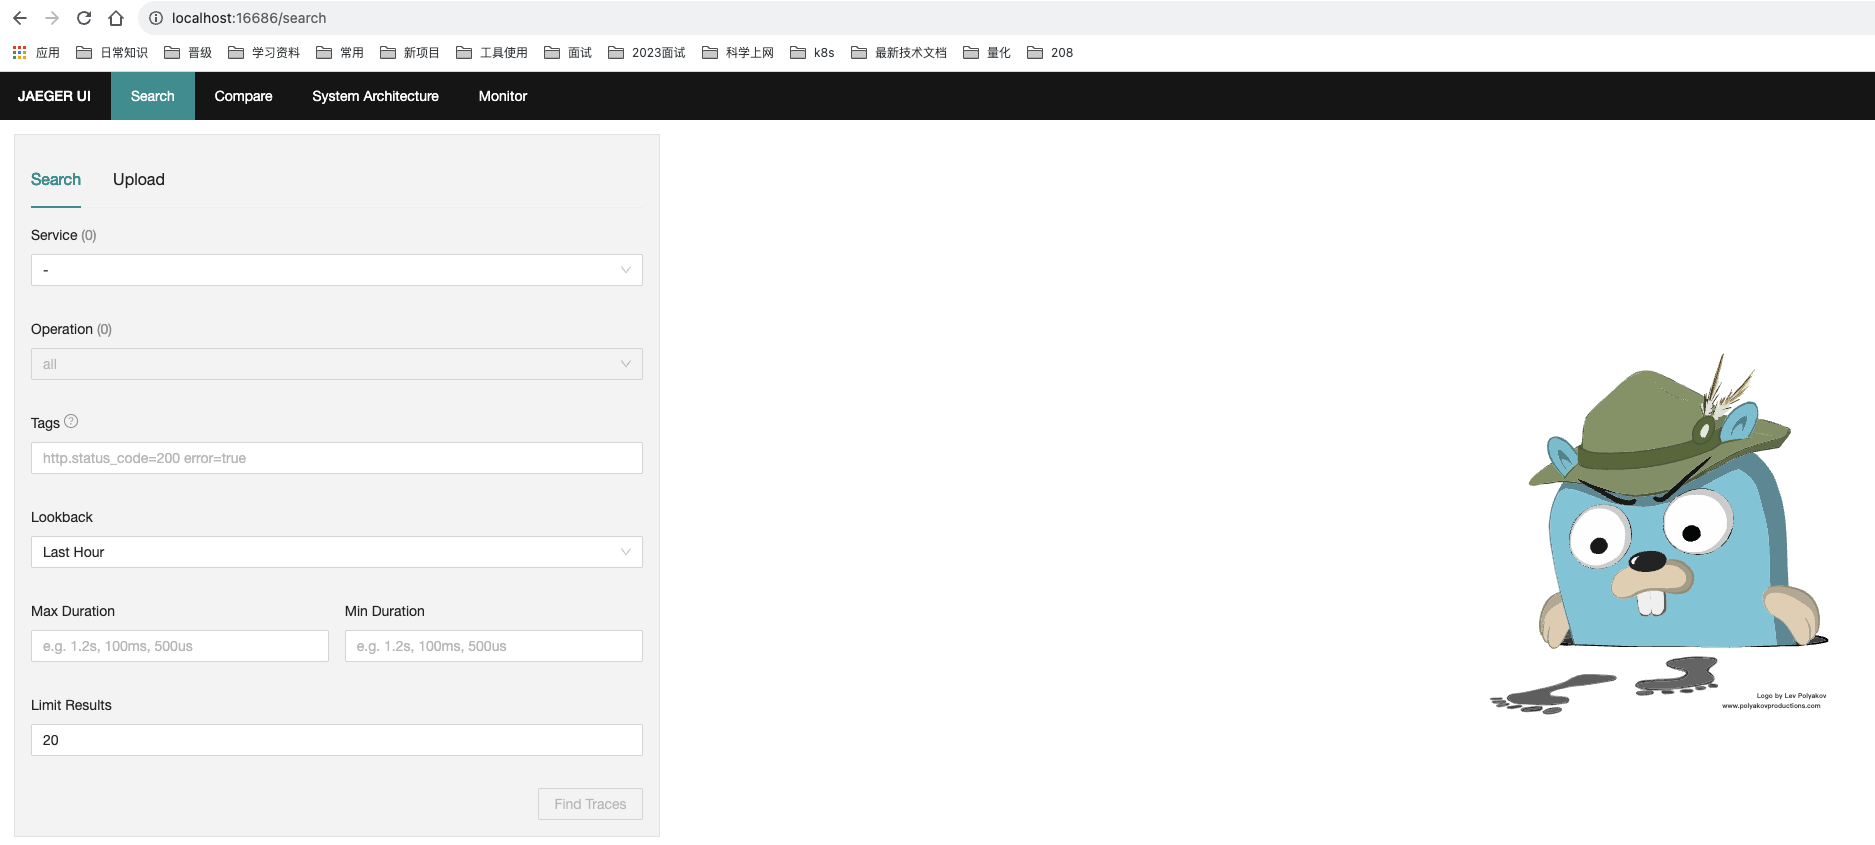 localhost:16686/search
应用 日常知识 晋级 学习资料 常用 新项目 工具使用 面试 2023面试 科学上网 k8s 最新技术文档 量化 208
JAEGER UI Search Compare System Architecture Monitor
Search Upload
Service (0)
-
Operation (0)
all
Tags ?
http.status_code=200 error=true
Lookback
Last Hour
Max Duration Min Duration
e.g. 1.2s, 100ms, 500us e.g. 1.2s, 100ms, 500us
Limit Results
20
Find Traces
Logo by Lev Polyakov
www.polyakovproductions.com